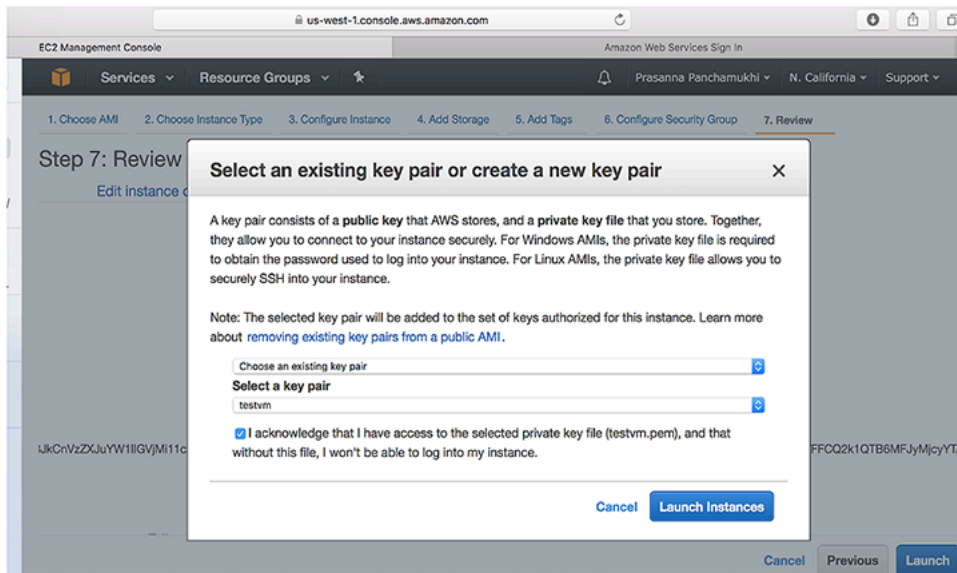 us-west-1.console.aws.amazon.com
EC2 Management Console
Amazon Web Services Sign In
Services
Resource Groups
Prasanna Panchamukhi
N. California
Support
1. Choose AMI
2. Choose Instance Type
3. Configure Instance
4. Add Storage
5. Add Tags
6. Configure Security Group
7. Review
Step 7: Review
Edit instance
Select an existing key pair or create a new key pair
A key pair consists of a public key that AWS stores, and a private key file that you store. Together,
they allow you to connect to your instance securely. For Windows AMIs, the private key file is required
to obtain the password used to log into your instance. For Linux AMIs, the private key file allows you to
securely SSH into your instance.
Note: The selected key pair will be added to the set of keys authorized for this instance. Learn more
about removing existing key pairs from a public AMI.
Choose an existing key pair
Select a key pair
testvm
I acknowledge that I have access to the selected private key file (testvm.pem), and that
without this file, I won't be able to log into my instance.
Cancel
Launch Instances
Cancel
Previous
Launch